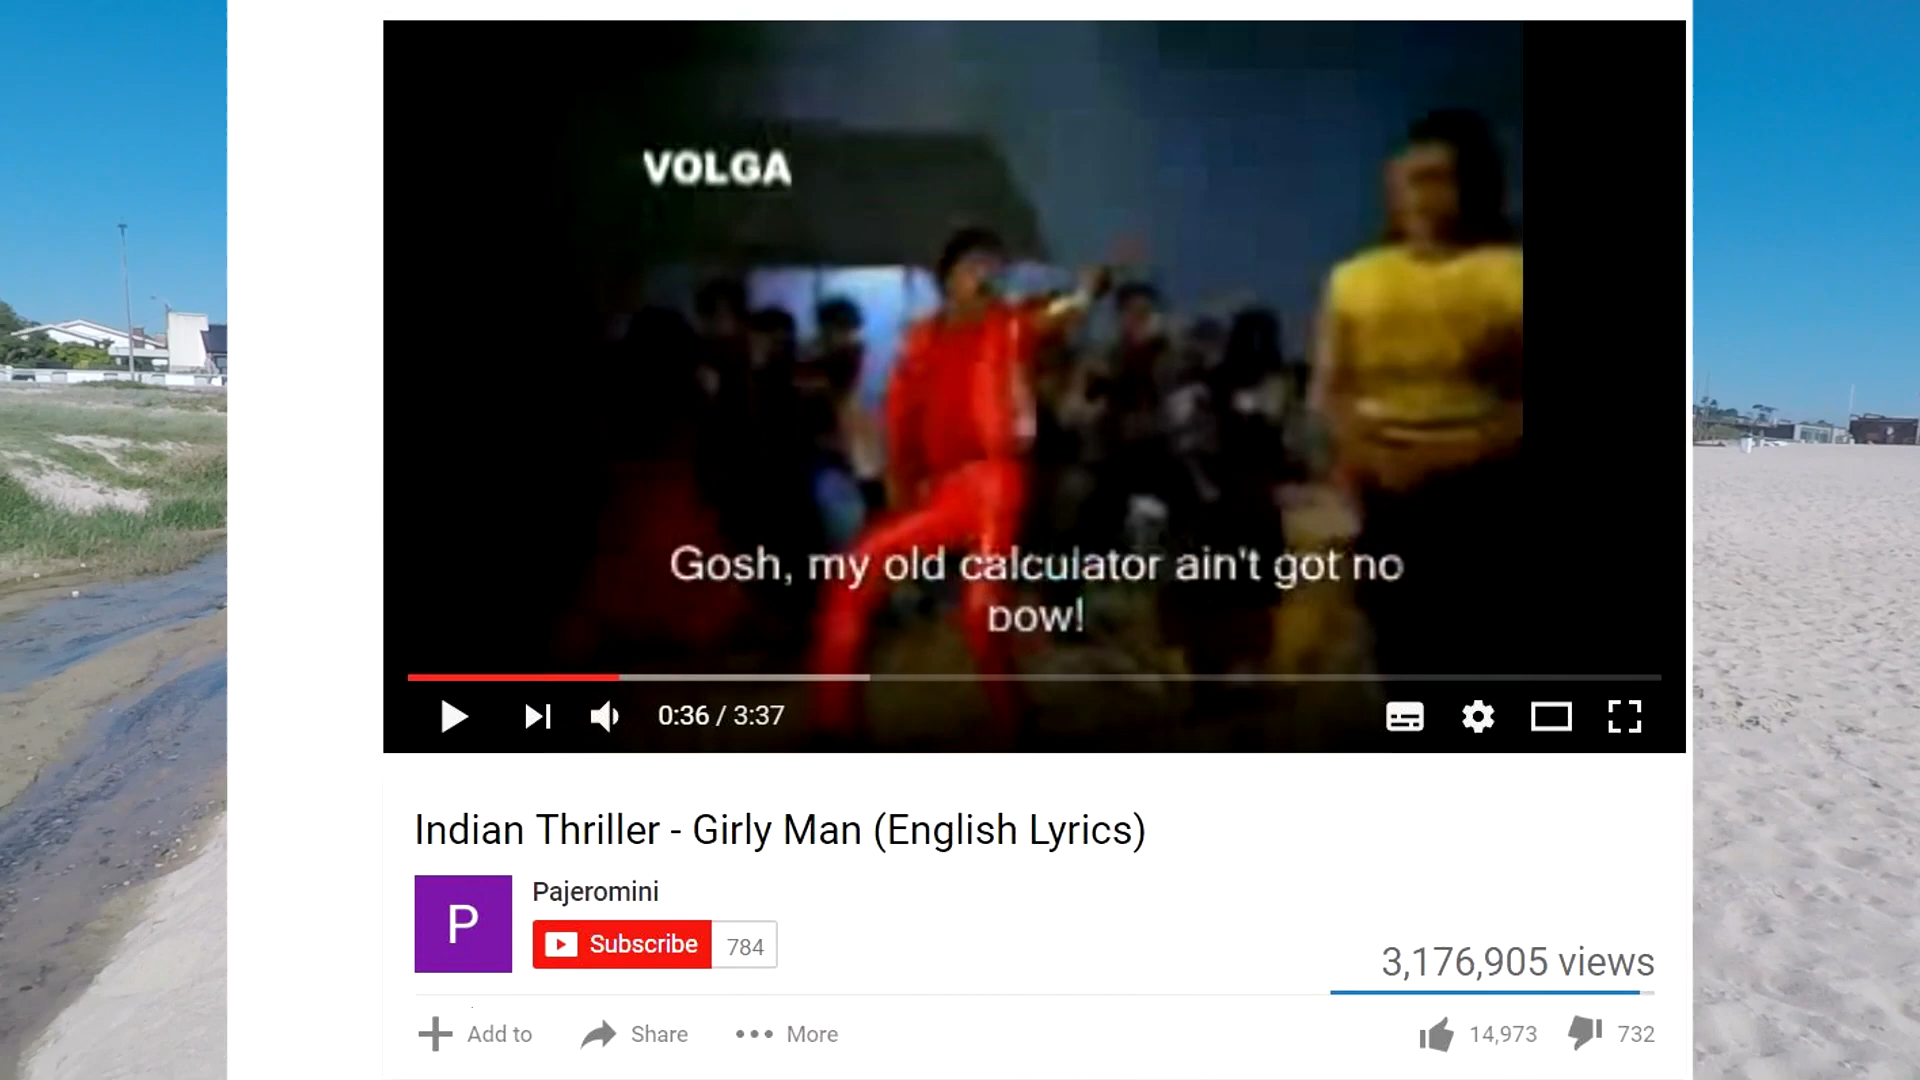 VOLGA
Gosh, my old calculator ain't got no
pow!
0:36 / 3:37
Indian Thriller - Girly Man (English Lyrics)
P
Pajeromini
Subscribe 784
3,176,905 views
Add to Share More 14,973 732